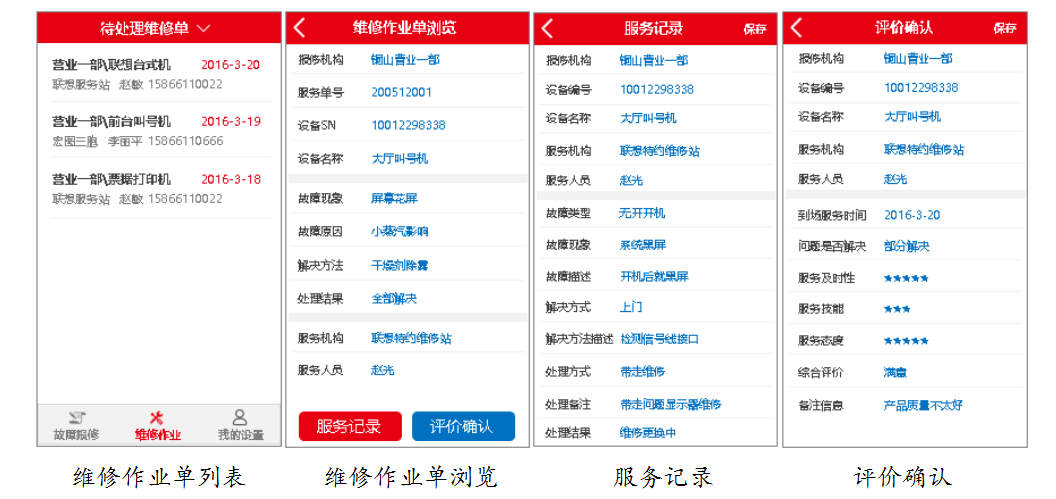 待处理维修单
营业一部\联想台式机 2016-3-20
联想服务站 赵敏 15866110022
营业一部\前台叫号机 2016-3-19
宏图三胞 李丽平 15866110666
营业一部\票据打印机 2016-3-18
联想服务站 赵敏 15866110022
故障报修 维修作业 我的设置
维修作业单列表
维修作业单浏览
报修机构 铜山营业一部
服务单号 200512001
设备SN 10012298338
设备名称 大厅叫号机
故障现象 屏幕花屏
故障原因 小蒸气影响
解决方法 干燥剂除雾
处理结果 全部解决
服务机构 联想特约维修站
服务人员 赵光
服务记录 评价确认
维修作业单浏览
服务记录 保存
报修机构 铜山营业一部
设备编号 10012298338
设备名称 大厅叫号机
服务机构 联想特约维修站
服务人员 赵光
故障类型 无开开机
故障现象 系统黑屏
故障描述 开机后就黑屏
解决方式 上门
解决方法描述 检测信号线接口
处理方式 带走维修
处理备注 带走问题显示器维修
处理结果 维修更换中
服务记录
评价确认 保存
报修机构 铜山营业一部
设备编号 10012298338
设备名称 大厅叫号机
服务机构 联想特约维修站
服务人员 赵光
到场服务时间 2016-3-20
问题是否解决 部分解决
服务及时性 ★★★★★
服务技能 ★★★
服务态度 ★★★★★
综合评价 满意
备注信息 产品质量不太好
评价确认